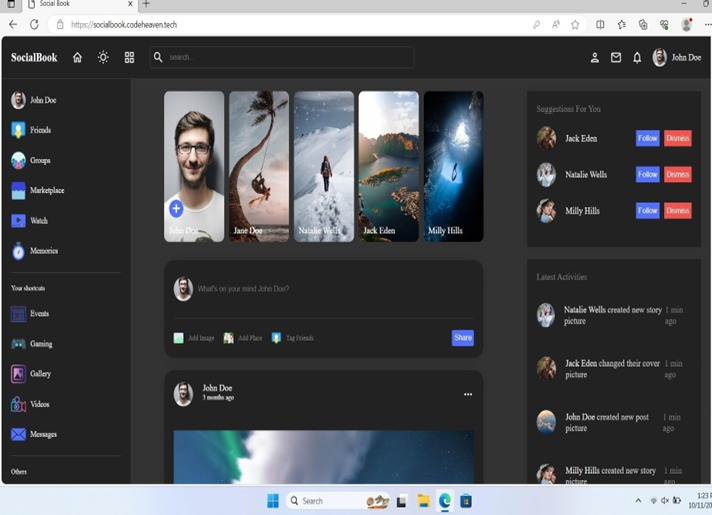 Social Book
https://socialbook.codeheaven.tech
SocialBook
search...
John Doe
John Doe
Friends
Groups
Marketplace
Watch
Memories
Your shortcuts
Events
Gaming
Gallery
Videos
Messages
Others
John Doe
Jane Doe
Natalie Wells
Jack Eden
Milly Hills
What's on your mind John Doe?
Add Image
Add Place
Tag Friends
Share
John Doe
3 months ago
Suggestions For You
Jack Eden
Follow
Dismiss
Natalie Wells
Follow
Dismiss
Milly Hills
Follow
Dismiss
Latest Activities
Natalie Wells created new story
picture
1 min
ago
Jack Eden changed their cover
picture
1 min
ago
John Doe created new post
picture
1 min
ago
Milly Hills created new story
picture
1 min
ago
Search
1:23
10/11/20